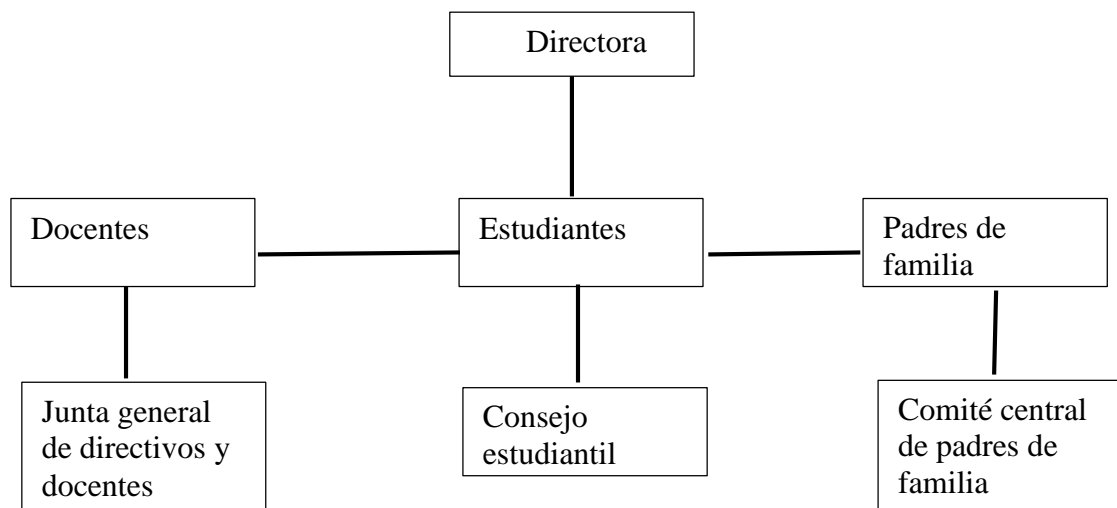 Directora
Docentes
Estudiantes
Padres de
familia
Junta general
de directivos y
docentes
Consejo
estudiantil
Comité central
de padres de
familia